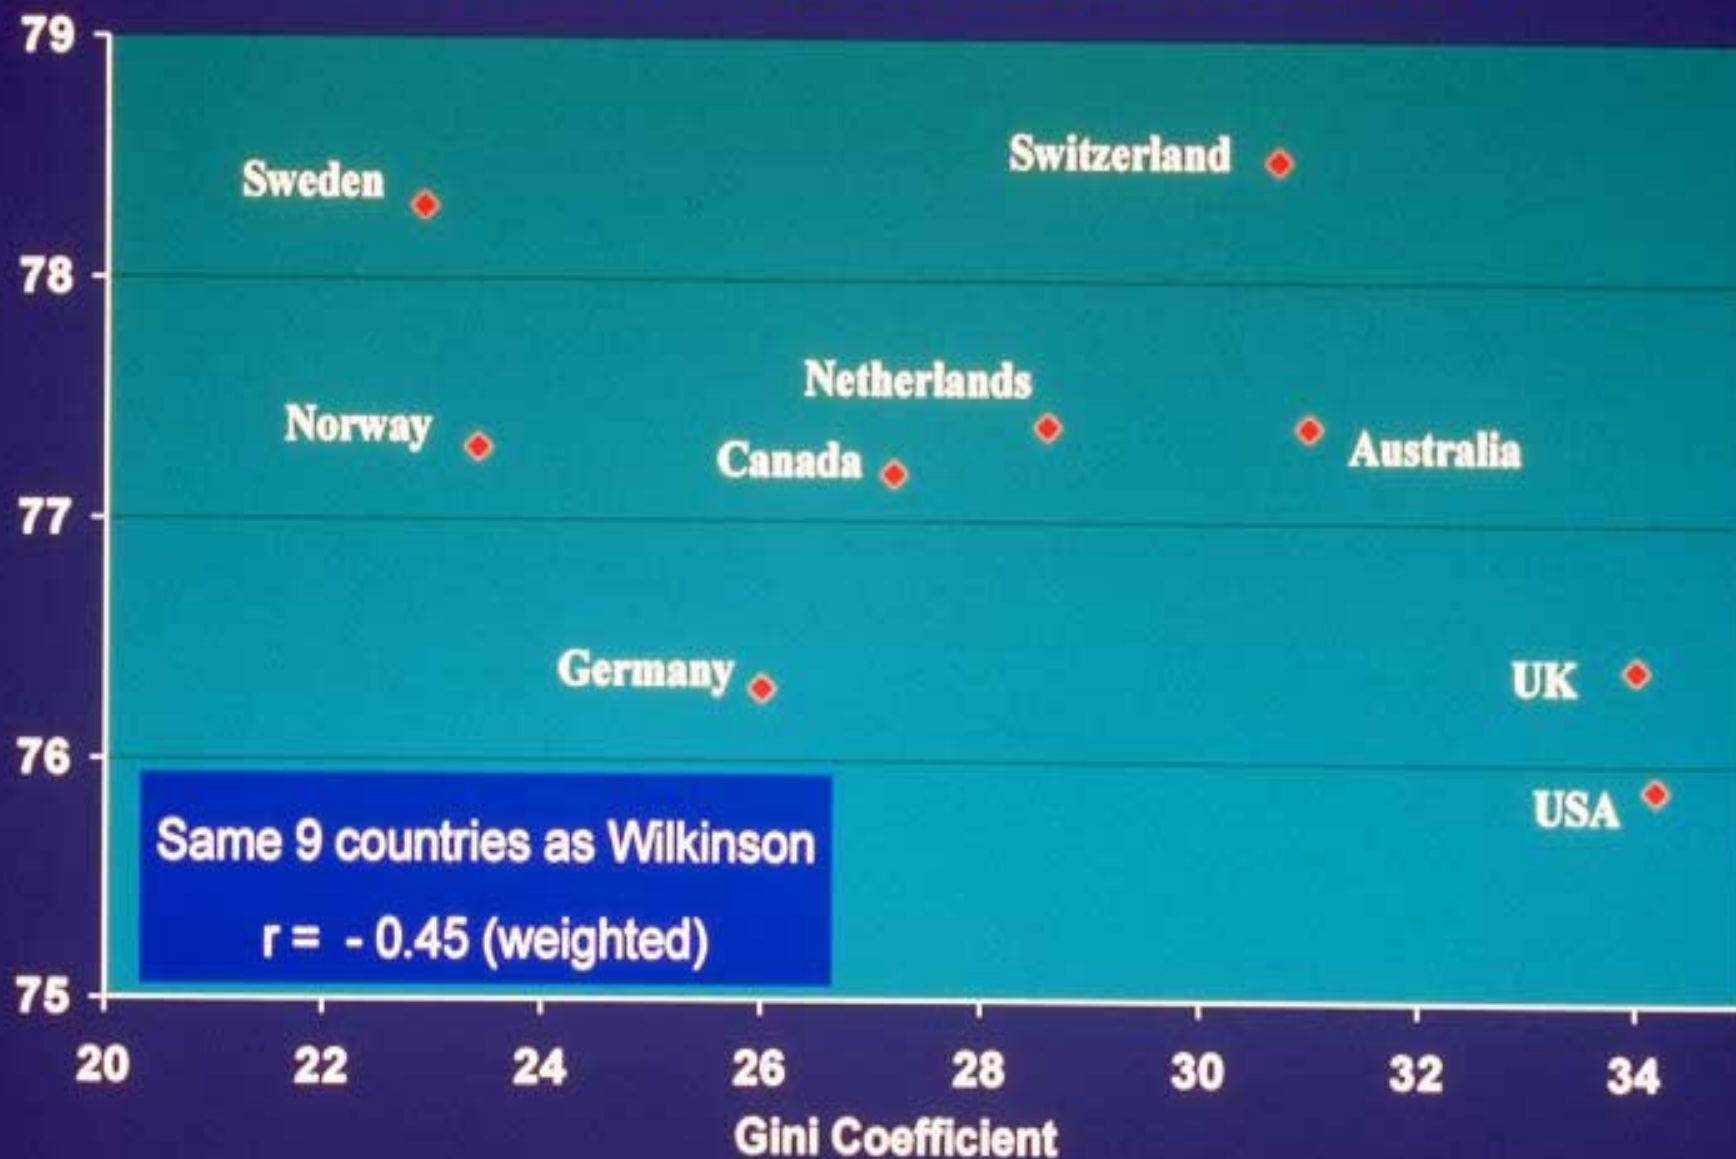 79
Sweden
Switzerland
78
Netherlands
Norway
Canada
Australia
77
Germany
UK
76
USA
Same 9 countries as Wilkinson
r = - 0.45 (weighted)
75
20 22 24 26 28 30 32 34
Gini Coefficient